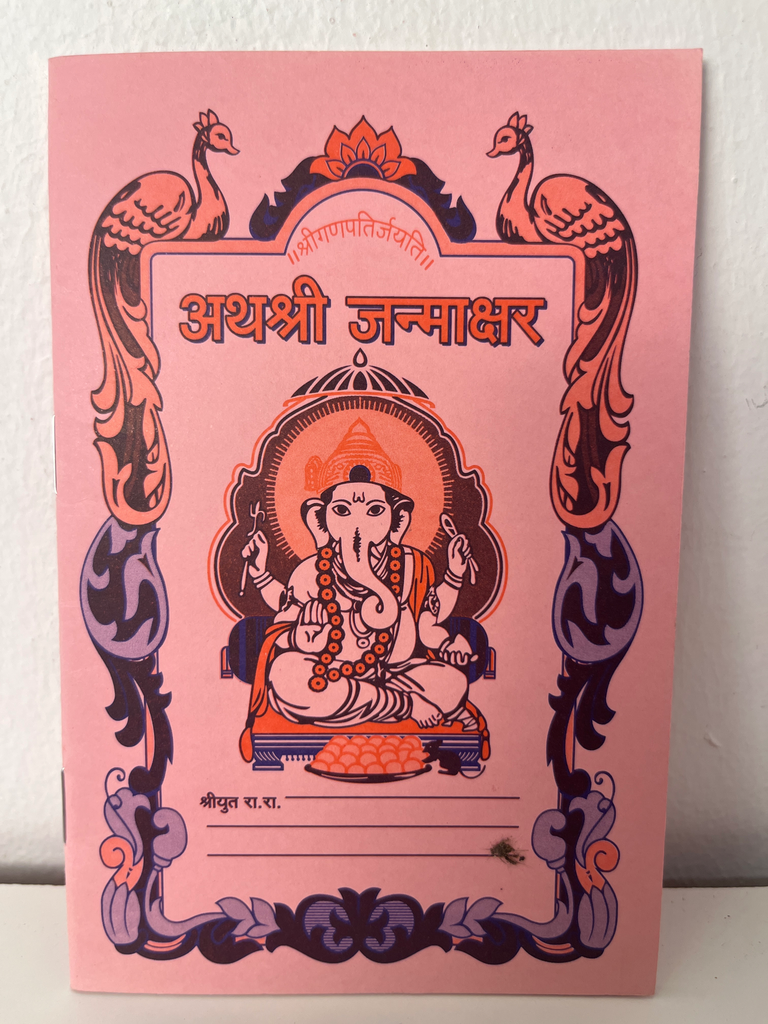 ॥श्रीगणपतिर्जयति॥
अथश्री जन्माक्षर
श्रीयुत रा.रा.